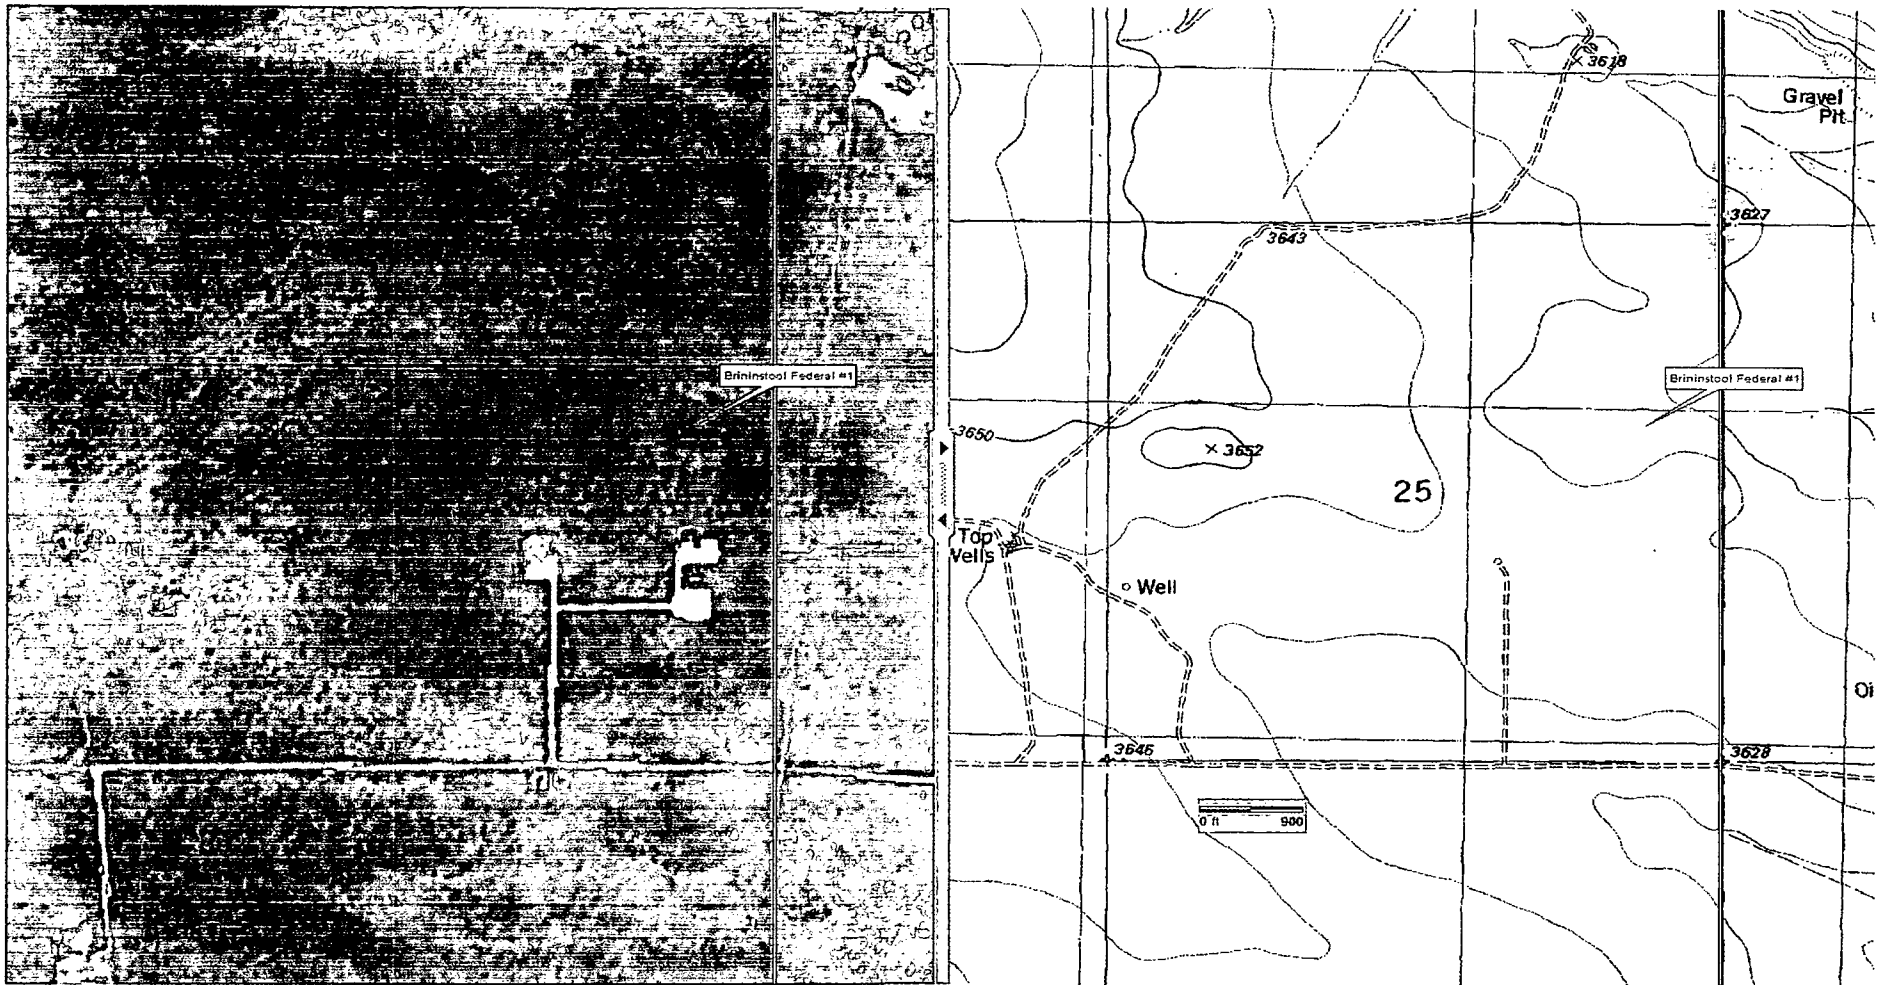 3618
Gravel
Pit
3627
3643
Brininstool Federal #1
Brininstool Federal #1
3650
3652
25
Top
Wells
Well
Oi
3646
3628
0 ft 900